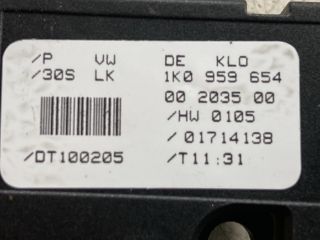 /P VW DE KLO
/30S LK 1K0 959 654
00 2035 00
/HW 0105
/01714138
/DT100205 /T11:31